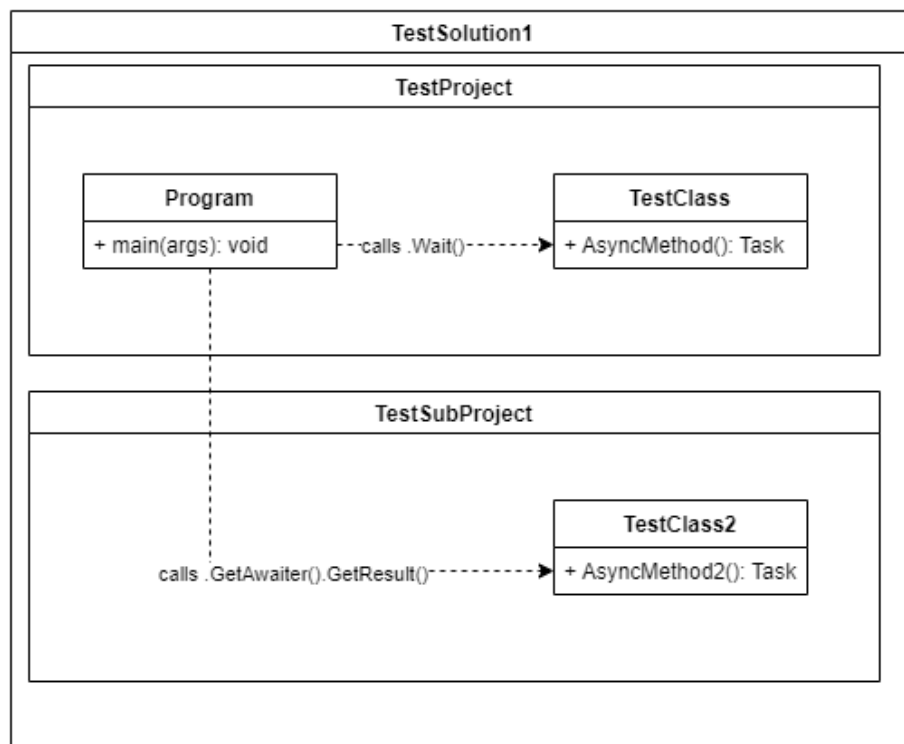 TestSolution1
TestProject
Program
TestClass
+ main(args): void
calls .Wait()
+ AsyncMethod(): Task
TestSubProject
TestClass2
calls .GetAwaiter().GetResult()
+ AsyncMethod2(): Task